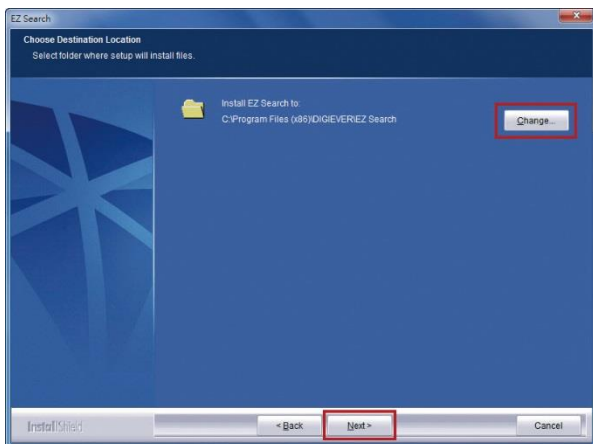 EZ Search
Choose Destination Location
Select folder where setup will install files.
Install EZ Search to:
C:\Program Files (x86)\DIGIEVER\EZ Search
Change...
InstallShield
< Back
Next >
Cancel